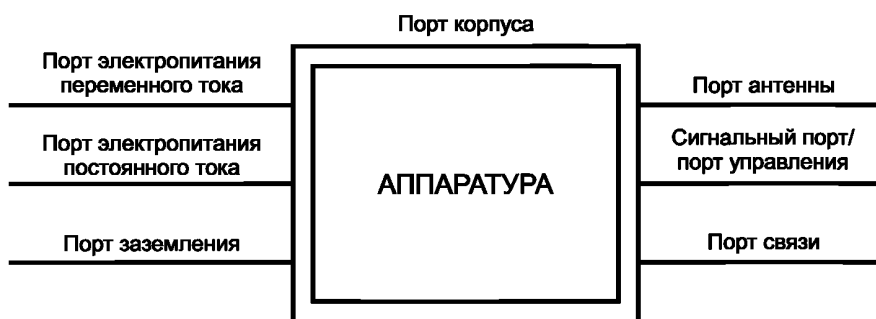 Порт корпуса
Порт электропитания
переменного тока
Порт электропитания
постоянного тока
Порт заземления
АППАРАТУРА
Порт антенны
Сигнальный порт/
порт управления
Порт связи